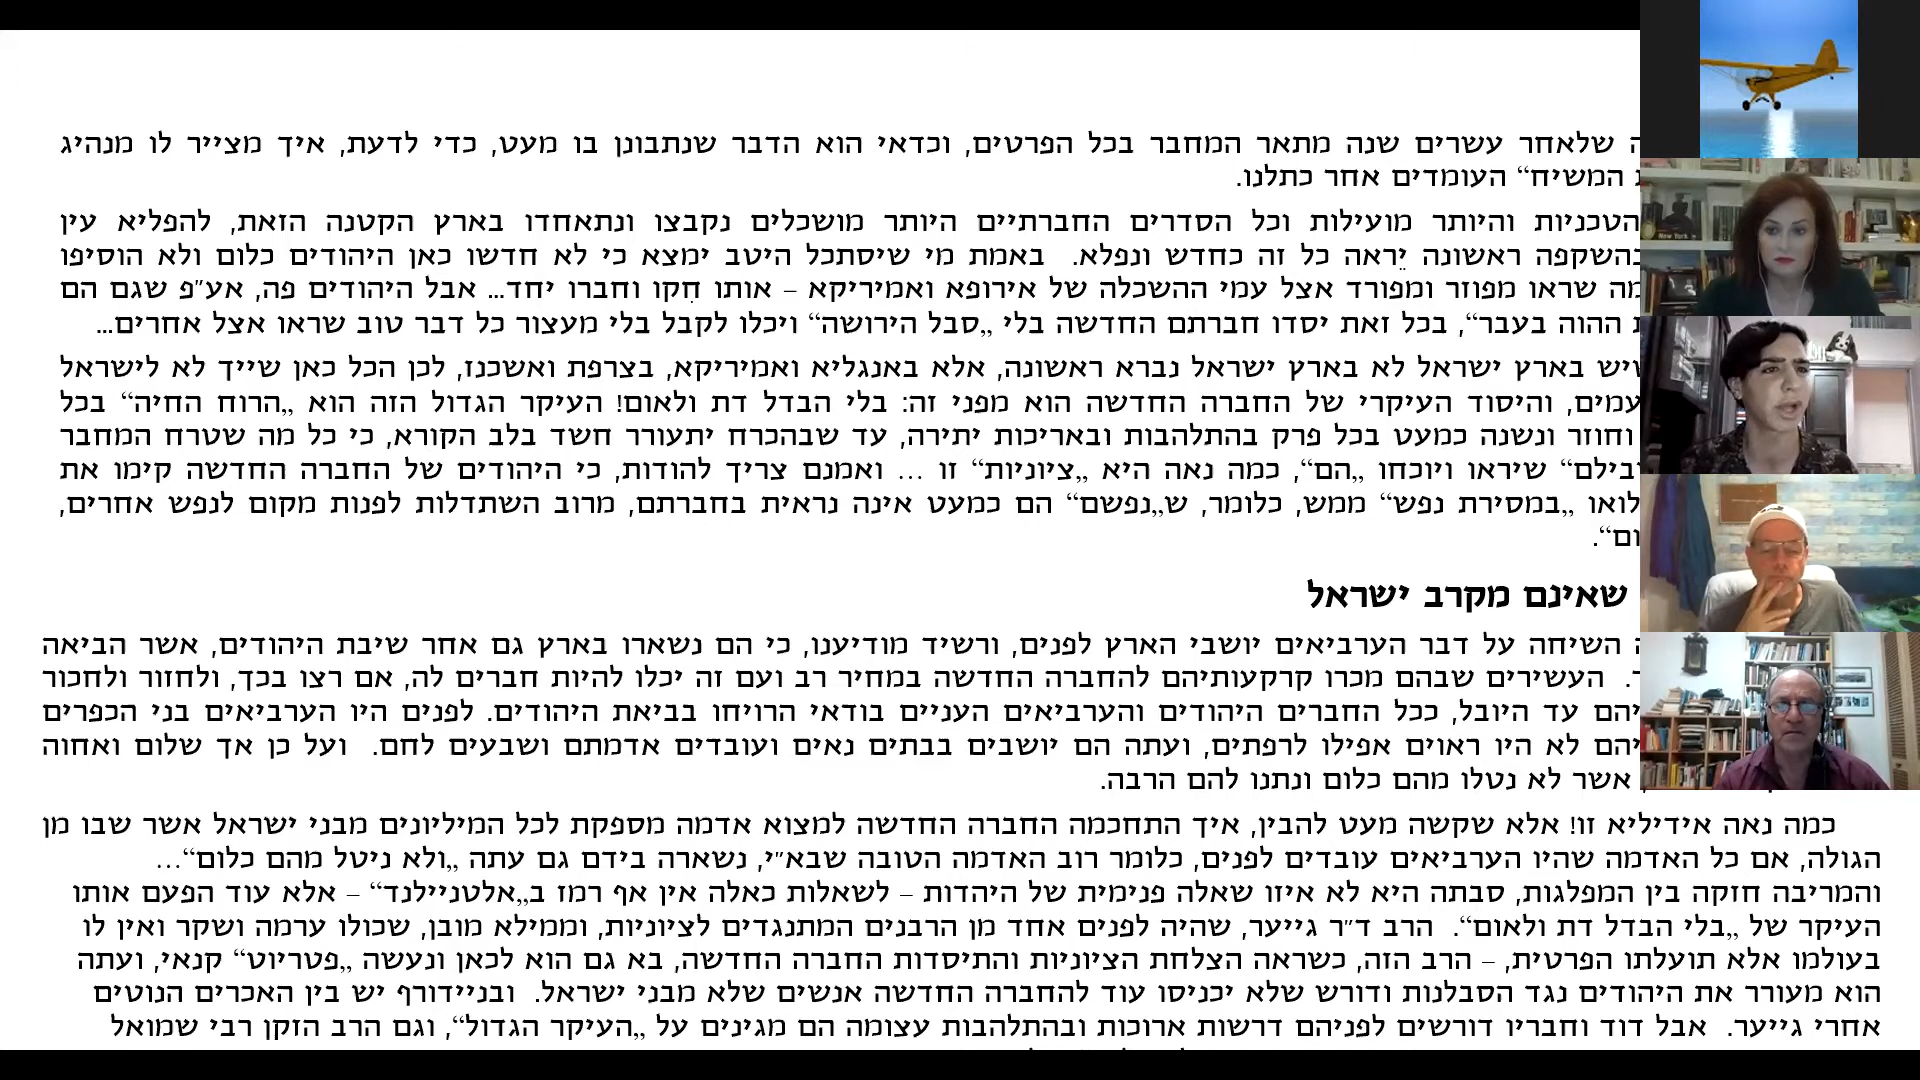 שלאחר עשרים שנה מתאר המחבר בכל הפרטים, וכדאי הוא הדבר שנתבונן בו מעט, כדי לדעת, איך מצייר לו מנהיג
המשיח“ העומדים אחר כתלנו.
הטכניות והיותר מועילות וכל הסדרים החברתיים היותר מושכלים נקבצו ונתאחדו בארץ הקטנה הזאת, להפליא עין
בהשקפה ראשונה יֵראה כל זה כחדש ונפלא. באמת מי שיסתכל היטב ימצא כי לא חדשו כאן היהודים כלום ולא הוסיפו
מה שראו מפוזר ומפורד אצל עמי ההשכלה של אירופא ואמיריקא – אותו חִקו וחברו יחד... אבל היהודים פה, אע״פ שגם הם
ההוה בעבר“, בכל זאת יסדו חברתם החדשה בלי „סבל הירושה“ ויכלו לקבל בלי מעצור כל דבר טוב שראו אצל אחרים...
שיש בארץ ישראל לא בארץ ישראל נברא ראשונה, אלא באנגליא ואמיריקא, בצרפת ואשכנז, לכן הכל כאן שייך לא לישראל
עמים, והיסוד העיקרי של החברה החדשה הוא מפני זה: בלי הבדל דת ולאום! העיקר הגדול הזה הוא „הרוח החיה“ בכל
וחוזר ונשנה כמעט בכל פרק בהתלהבות ובאריכות יתירה, עד שבהכרח יתעורר חשד בלב הקורא, כי כל מה שטרח המחבר
בילם“ שיראו ויוכחו „הם“, כמה נאה היא „ציוניות“ זו ... ואמנם צריך להודות, כי היהודים של החברה החדשה קימו את
לואו „במסירת נפש“ ממש, כלומר, ש„נפשם“ הם כמעט אינה נראית בחברתם, מרוב השתדלות לפנות מקום לנפש אחרים,
ום“.
שאינם מקרב ישראל
השיחה על דבר הערביאים יושבי הארץ לפנים, ורשיד מודיענו, כי הם נשארו בארץ גם אחר שיבת היהודים, אשר הביאה
העשירים שבהם מכרו קרקעותיהם להחברה החדשה במחיר רב ועם זה יכלו להיות חברים לה, אם רצו בכך, ולחזור ולחכור
יהם עד היובל, ככל החברים היהודים והערביאים העניים בודאי הרויחו בביאת היהודים. לפנים היו הערביאים בני הכפרים
יהם לא היו ראוים אפילו לרפתים, ועתה הם יושבים בבתים נאים ועובדים אדמתם ושבעים לחם. ועל כן אך שלום ואחוה
אשר לא נטלו מהם כלום ונתנו להם הרבה.
כמה נאה אידיליא זו! אלא שקשה מעט להבין, איך התחכמה החברה החדשה למצוא אדמה מספקת לכל המיליונים מבני ישראל אשר שבו מן
הגולה, אם כל האדמה שהיו הערביאים עובדים לפנים, כלומר רוב האדמה הטובה שבא״י, נשארה בידם גם עתה „ולא ניטל מהם כלום“...
והמריבה חזקה בין המפלגות, סבתה היא לא איזו שאלה פנימית של היהדות – לשאלות כאלה אין אף רמז ב„אלטניילנד“ – אלא עוד הפעם אותו
העיקר של „בלי הבדל דת ולאום“. הרב ד״ר גייער, שהיה לפנים אחד מן הרבנים המתנגדים לציוניות, וממילא מובן, שכולו ערמה ושקר ואין לו
בעולמו אלא תועלתו הפרטית, – הרב הזה, כשראה הצלחת הציוניות והתיסדות החברה החדשה, בא גם הוא לכאן ונעשה „פטריוט“ קנאי, ועתה
הוא מעורר את היהודים נגד הסבלנות ודורש שלא יכניסו עוד להחברה החדשה אנשים שלא מבני ישראל. ובניידורף יש בין האכרים הנוטים
אחרי גייער. אבל דוד וחבריו דורשים לפניהם דרשות ארוכות ובהתלהבות עצומה הם מגינים על „העיקר הגדול“, וגם הרב הזקן רבי שמואל
New York